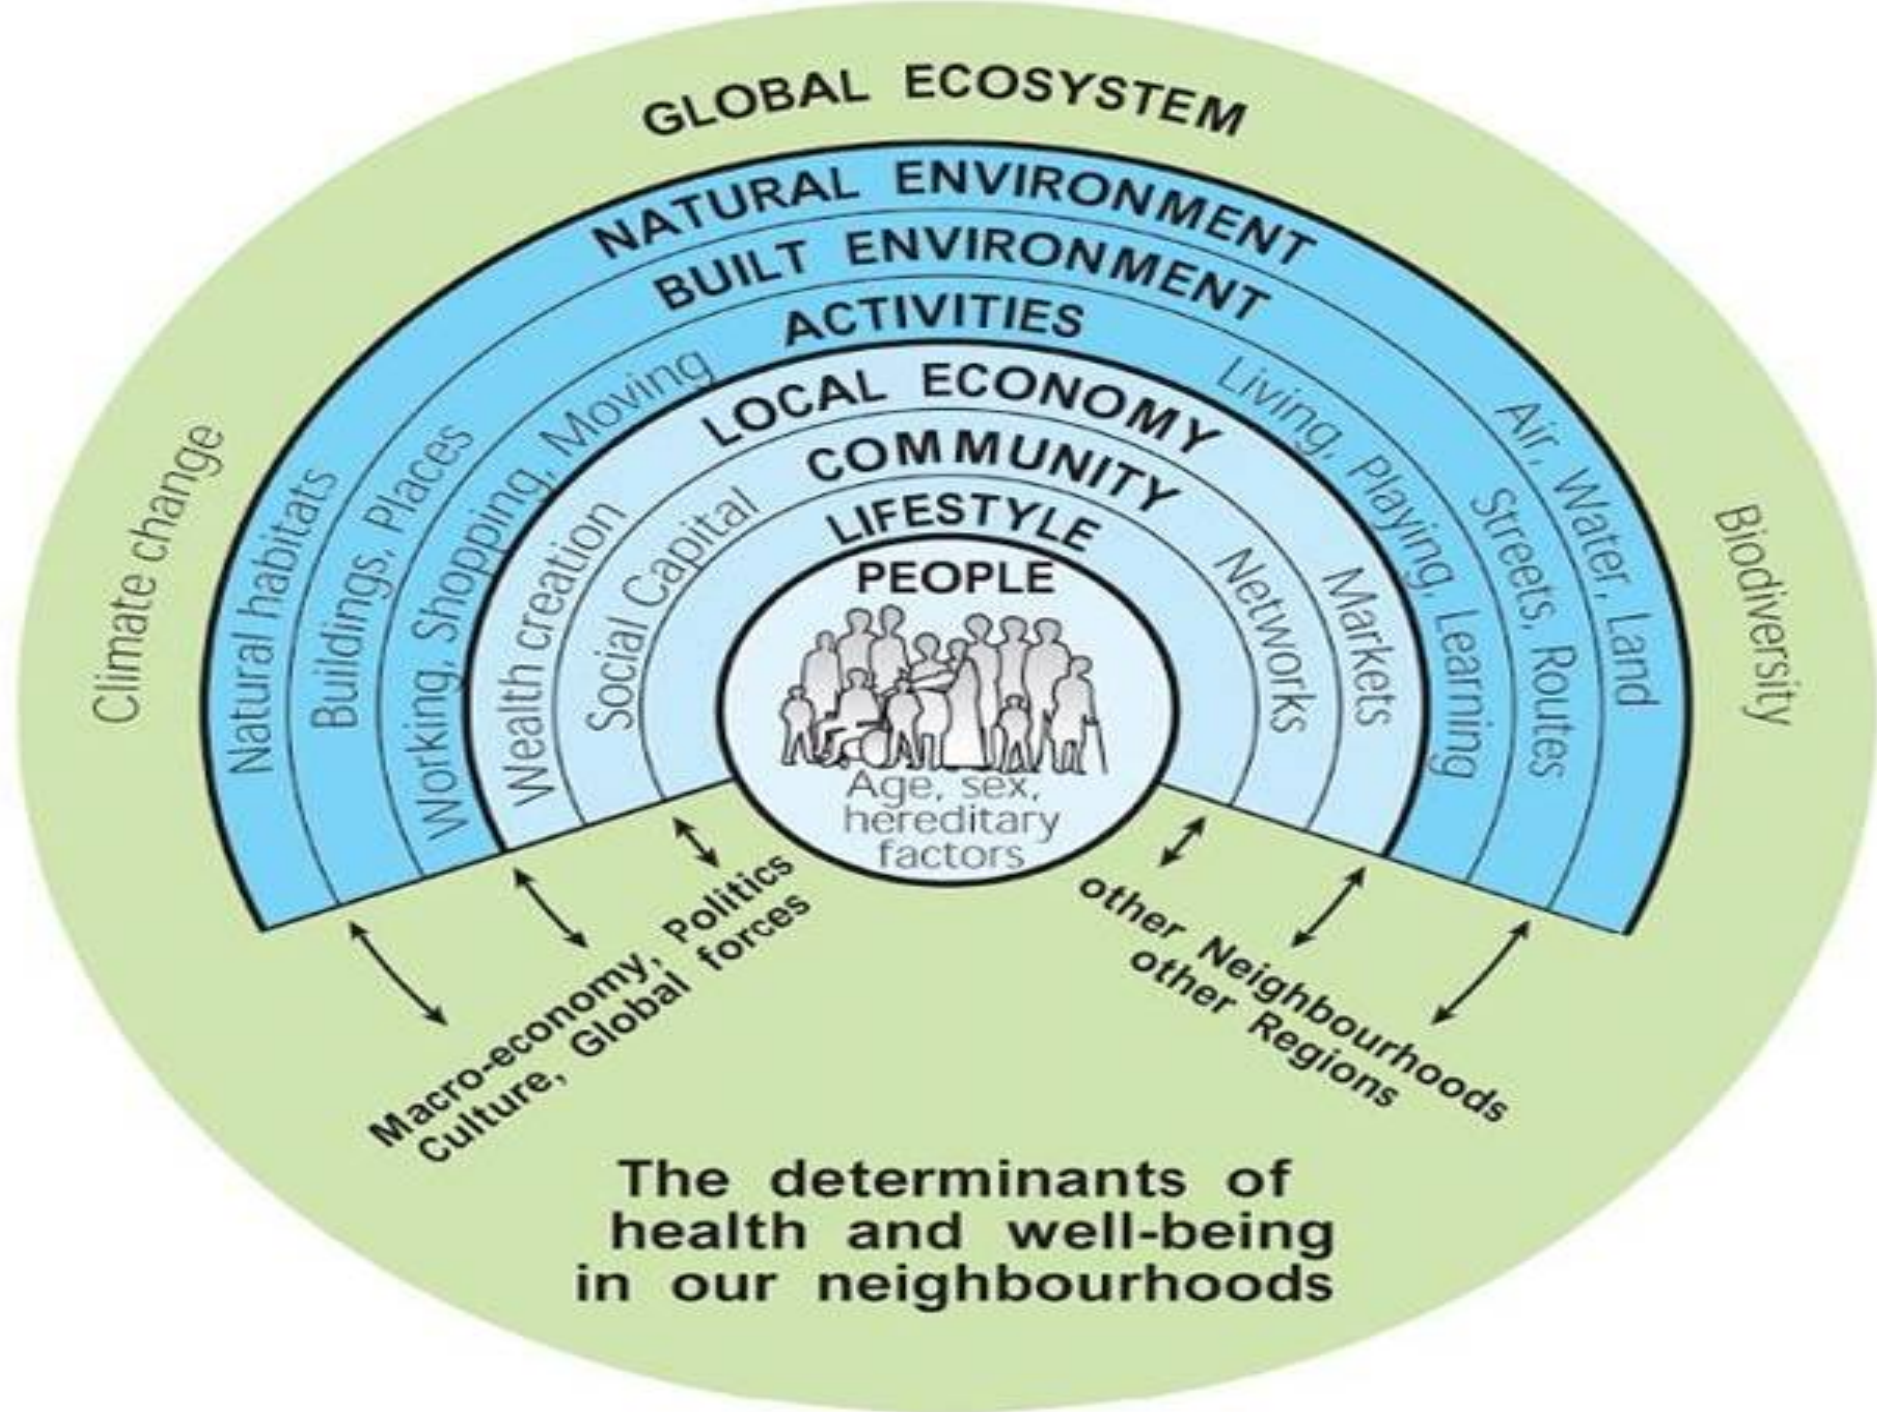 GLOBAL ECOSYSTEM
NATURAL ENVIRONMENT
BUILT ENVIRONMENT
ACTIVITIES
LOCAL ECONOMY
COMMUNITY
LIFESTYLE
PEOPLE
Age, sex,
hereditary
factors
Climate change
Natural habitats
Buildings, Places
Working, Shopping, Moving
Wealth creation
Social Capital
Networks
Markets
Living, Playing, Learning
Streets, Routes
Air, Water, Land
Biodiversity
Macro-economy, Politics
Culture, Global forces
other Neighbourhoods
other Regions
The determinants of
health and well-being
in our neighbourhoods